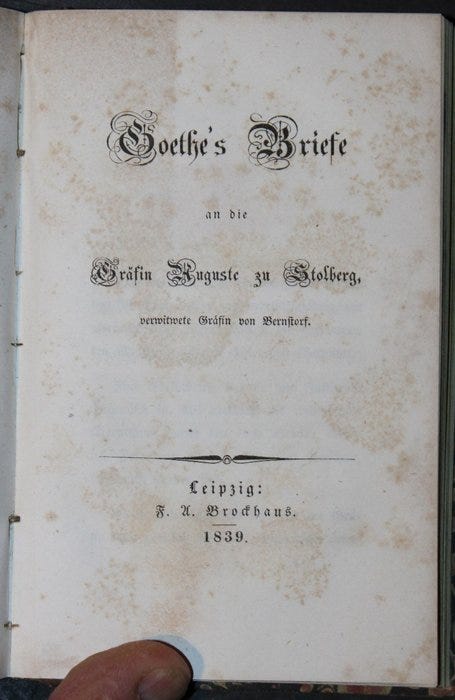 Goethe's Briefe
an die
Gräfin Auguste zu Stolberg,
verwitwete Gräfin von Bernstorf.
Leipzig:
F. A. Brockhaus.
1839.